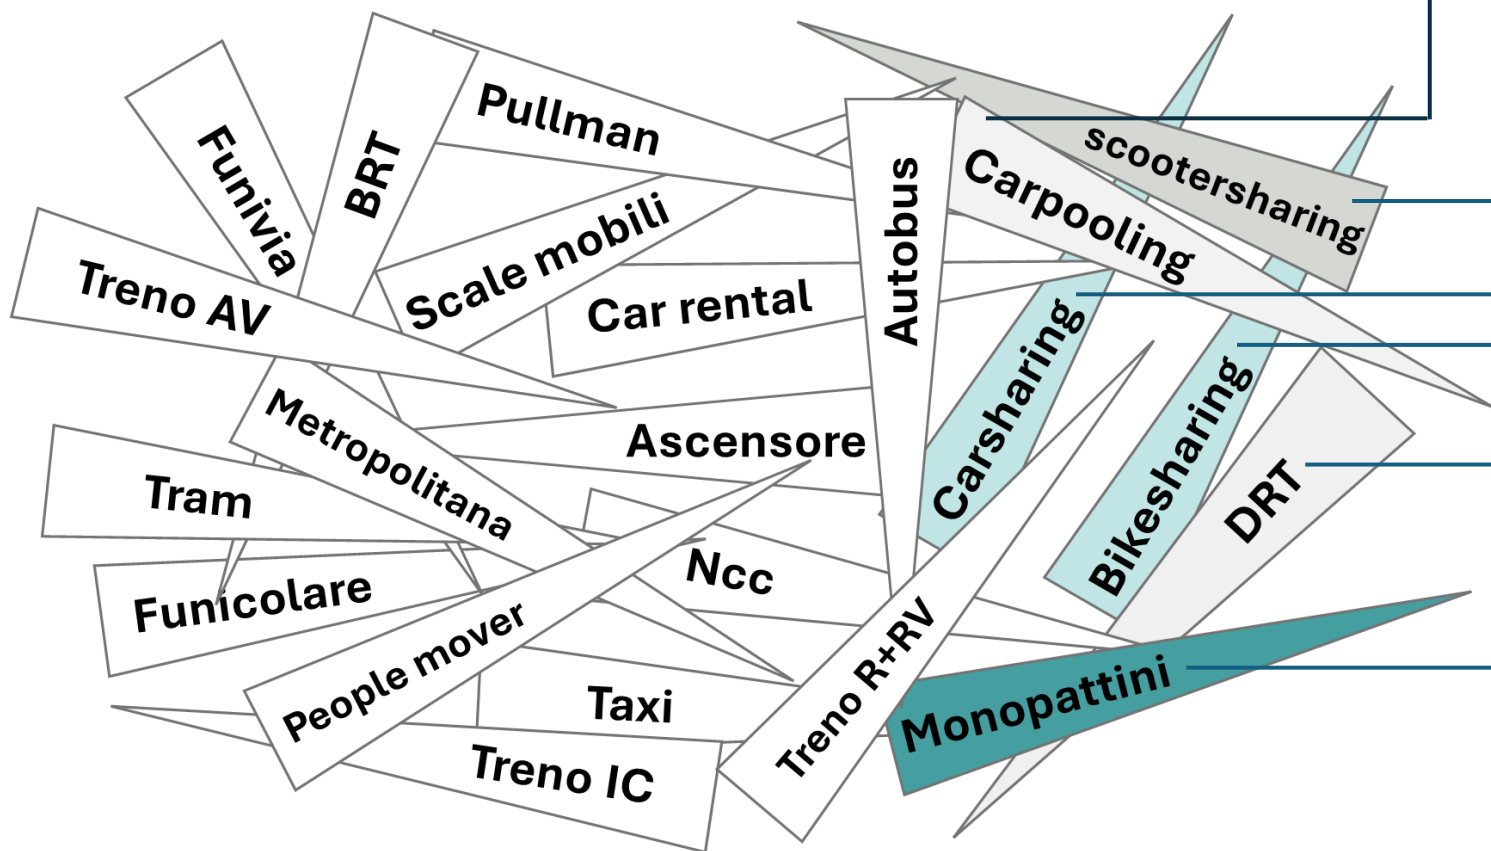 Pullman
BRT
Funivia
scootersharing
Carpooling
Autobus
Scale mobili
Treno AV
Car rental
Carsharing
Metropolitana
Ascensore
Bikesharing
Tram
DRT
Ncc
Funicolare
People mover
Treno R+RV
Taxi
Monopattini
Treno IC